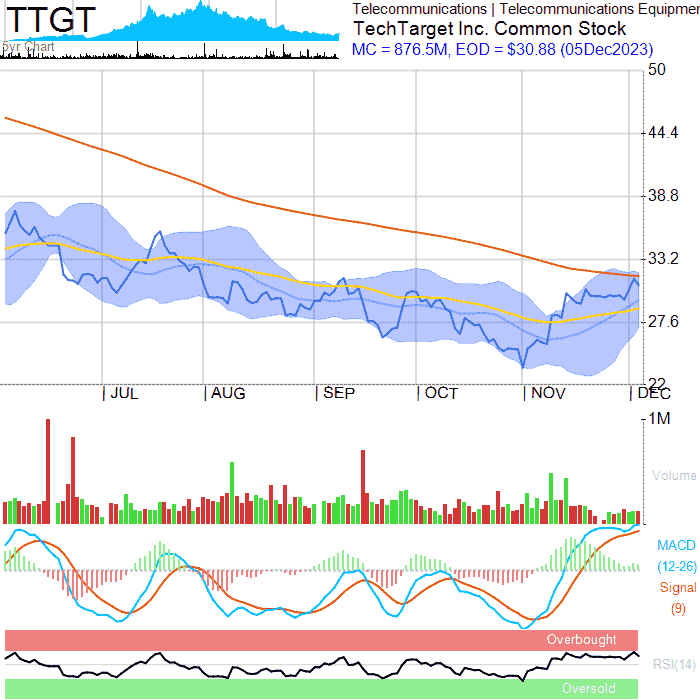 TTGT
5yr Chart
Telecommunications | Telecommunications Equipmen
TechTarget Inc. Common Stock
MC = 876.5M, EOD = $30.88 (05Dec2023)
50
44.4
38.8
33.2
27.6
22
| JUL | AUG | SEP | OCT | NOV | DEC
1M
Volume
MACD
(12-26)
Signal
(9)
Overbought
RSI(14)
Oversold